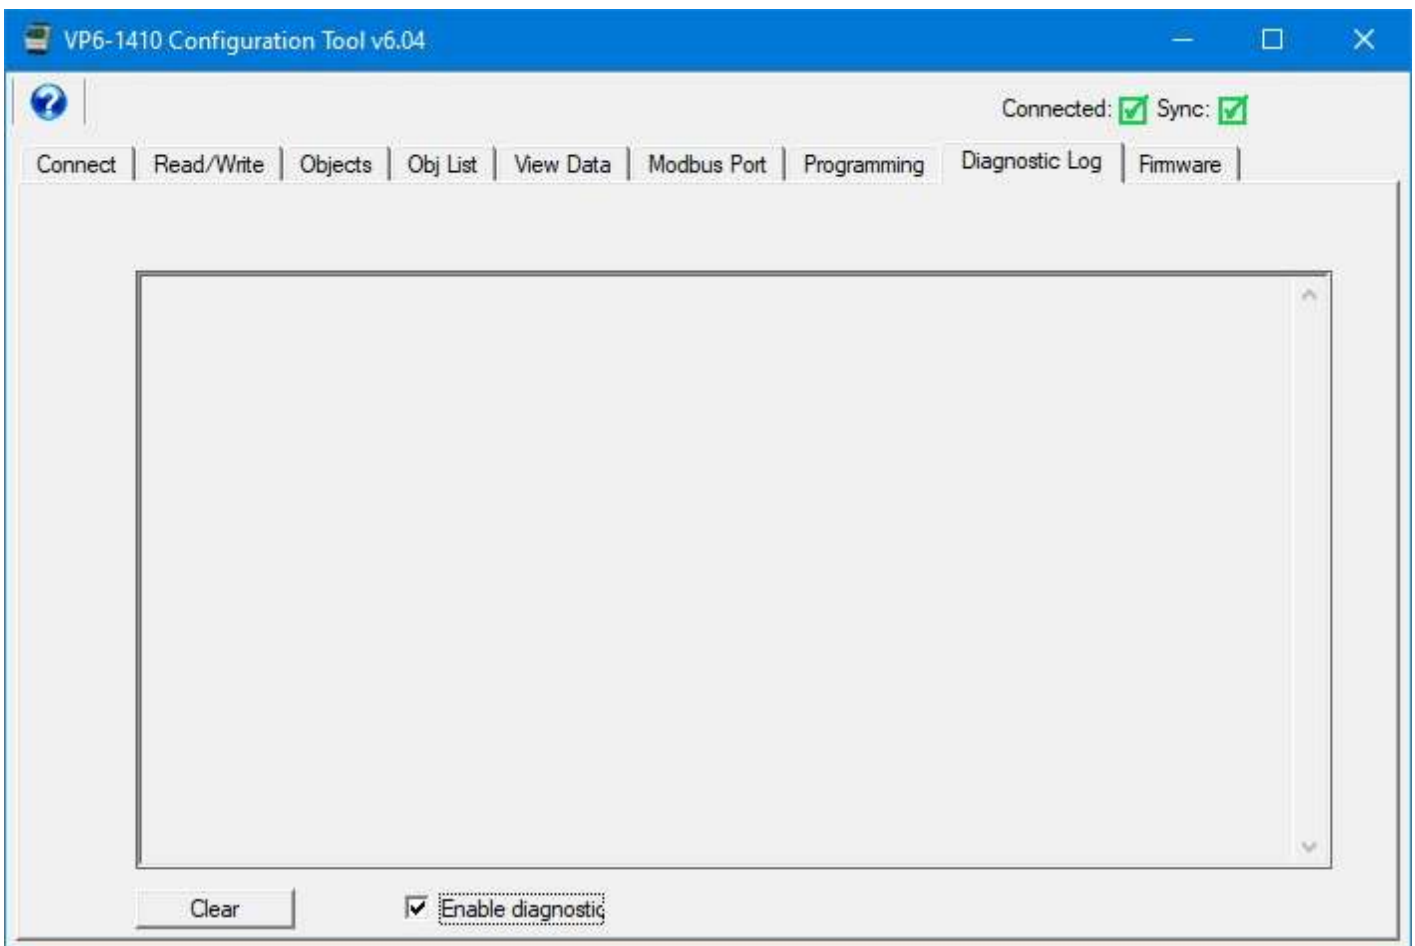 VP6-1410 Configuration Tool v6.04
Connected: Sync:
Connect Read/Write Objects Obj List View Data Modbus Port Programming Diagnostic Log Firmware
Clear Enable diagnostic